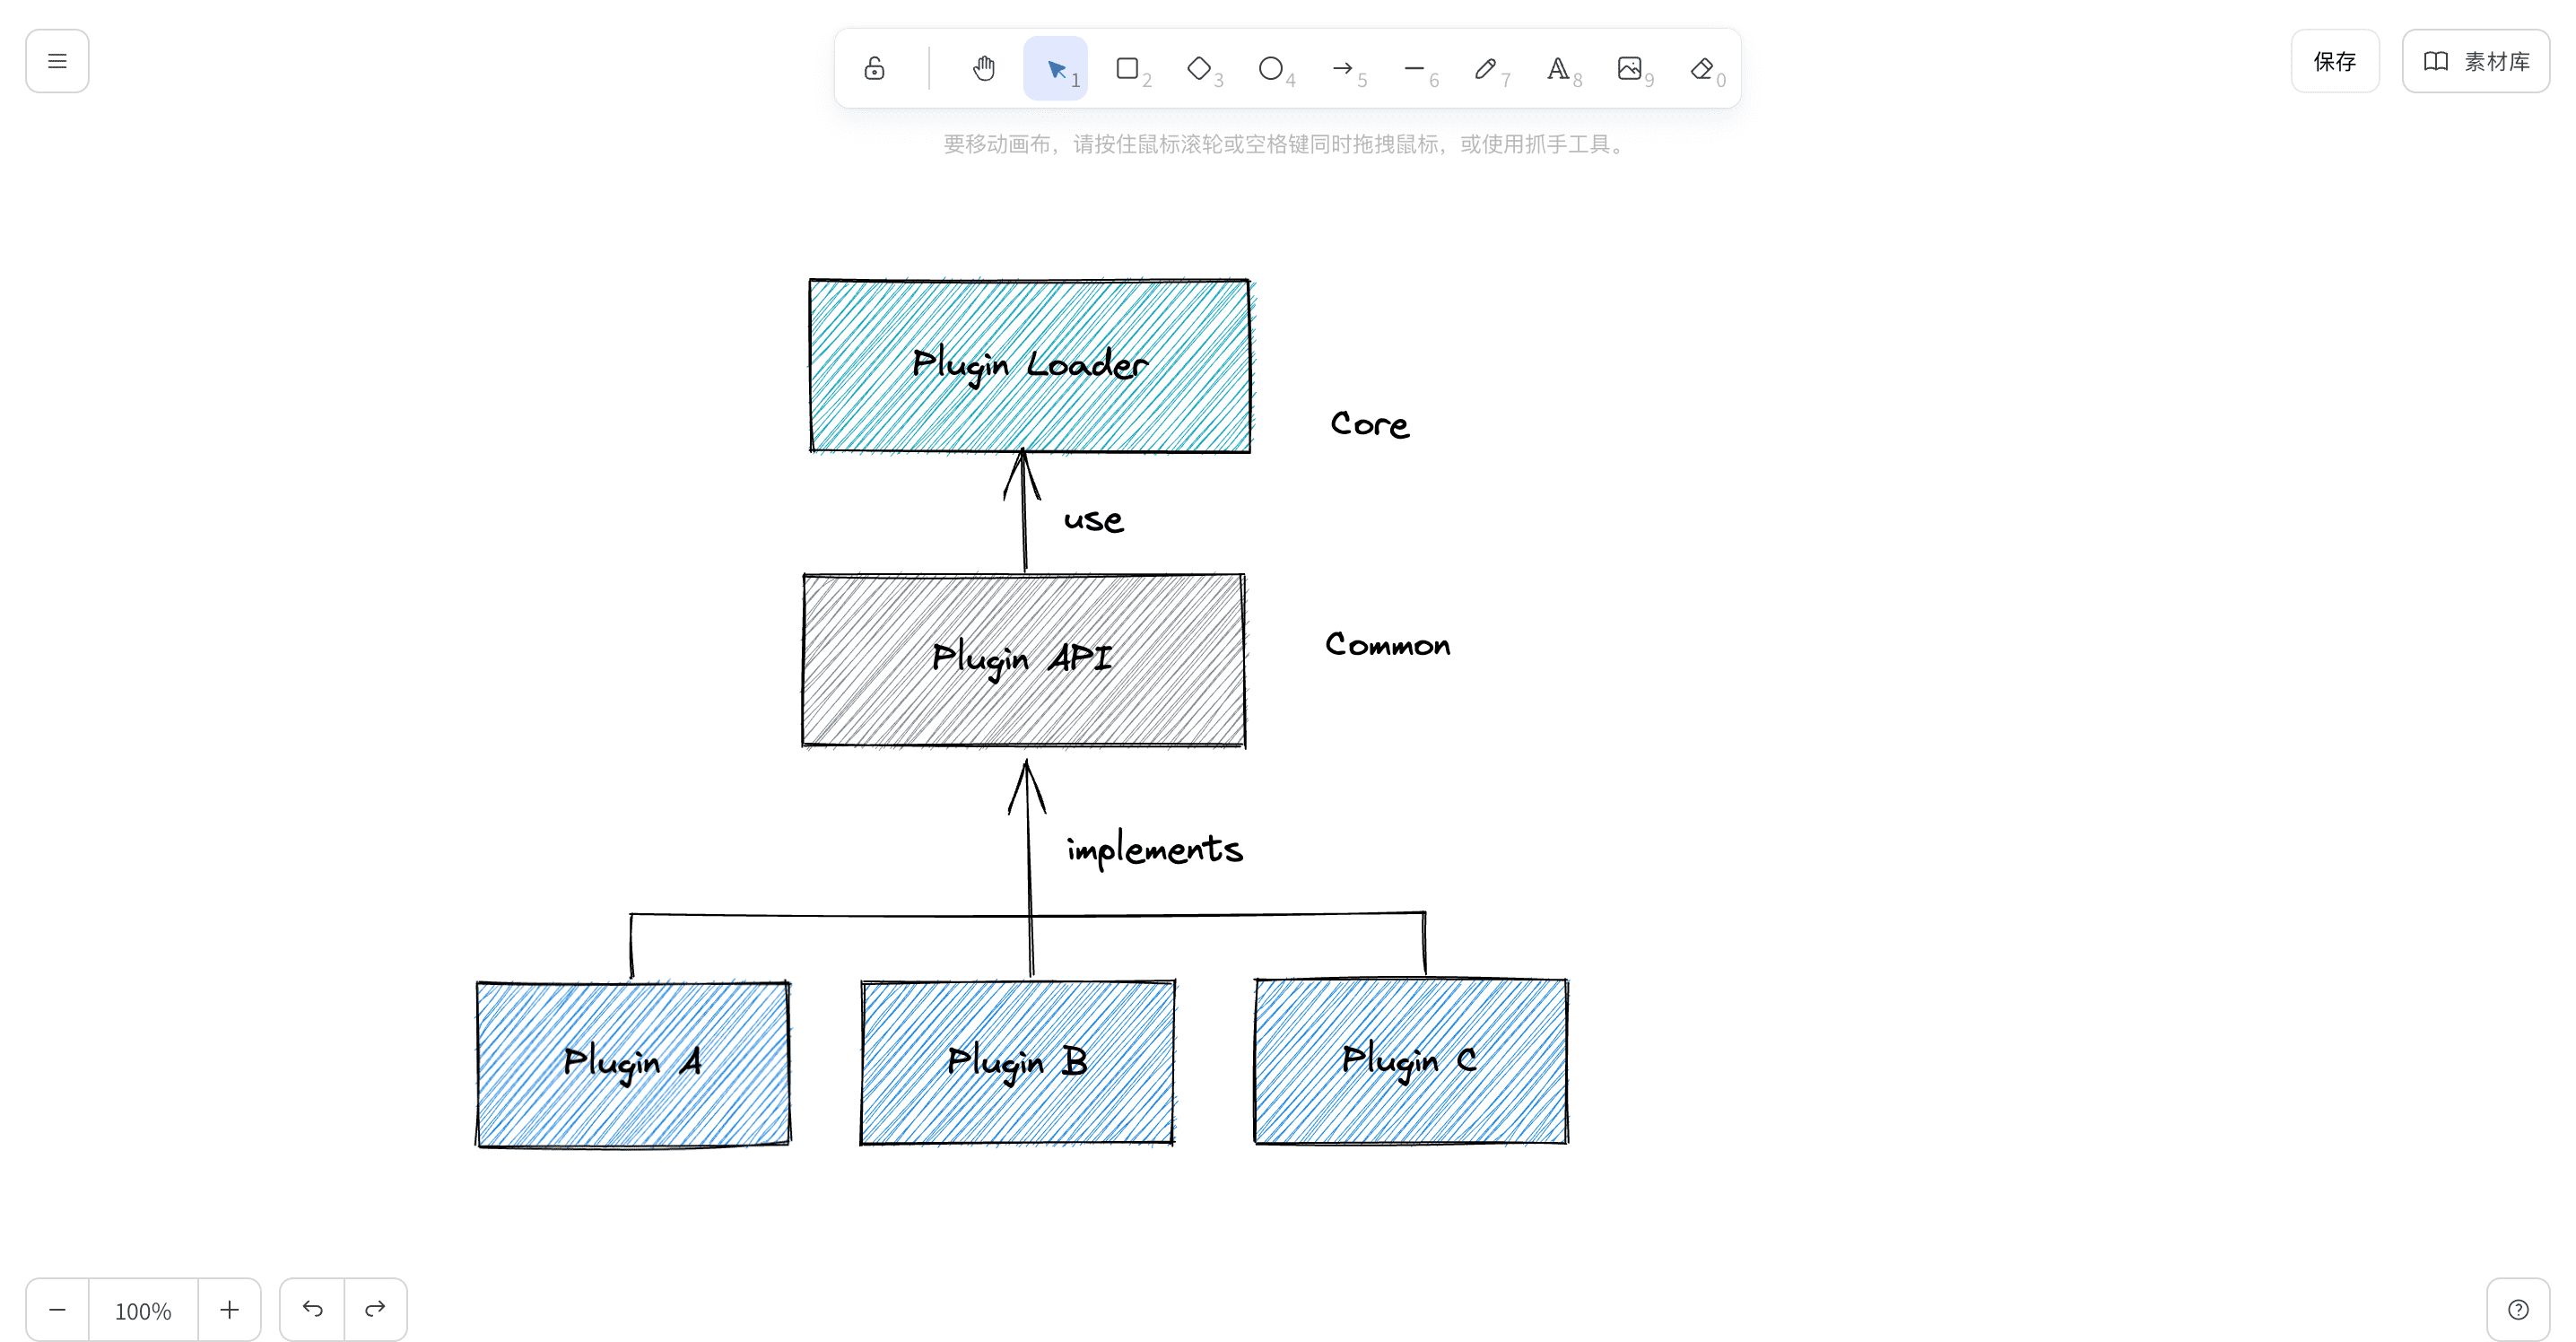 1 2 3 4 5 6 7 8 9 0
保存
素材库
要移动画布，请按住鼠标滚轮或空格键同时拖拽鼠标，或使用抓手工具。
Plugin Loader
Core
use
Plugin API
Common
implements
Plugin A
Plugin B
Plugin C
100%